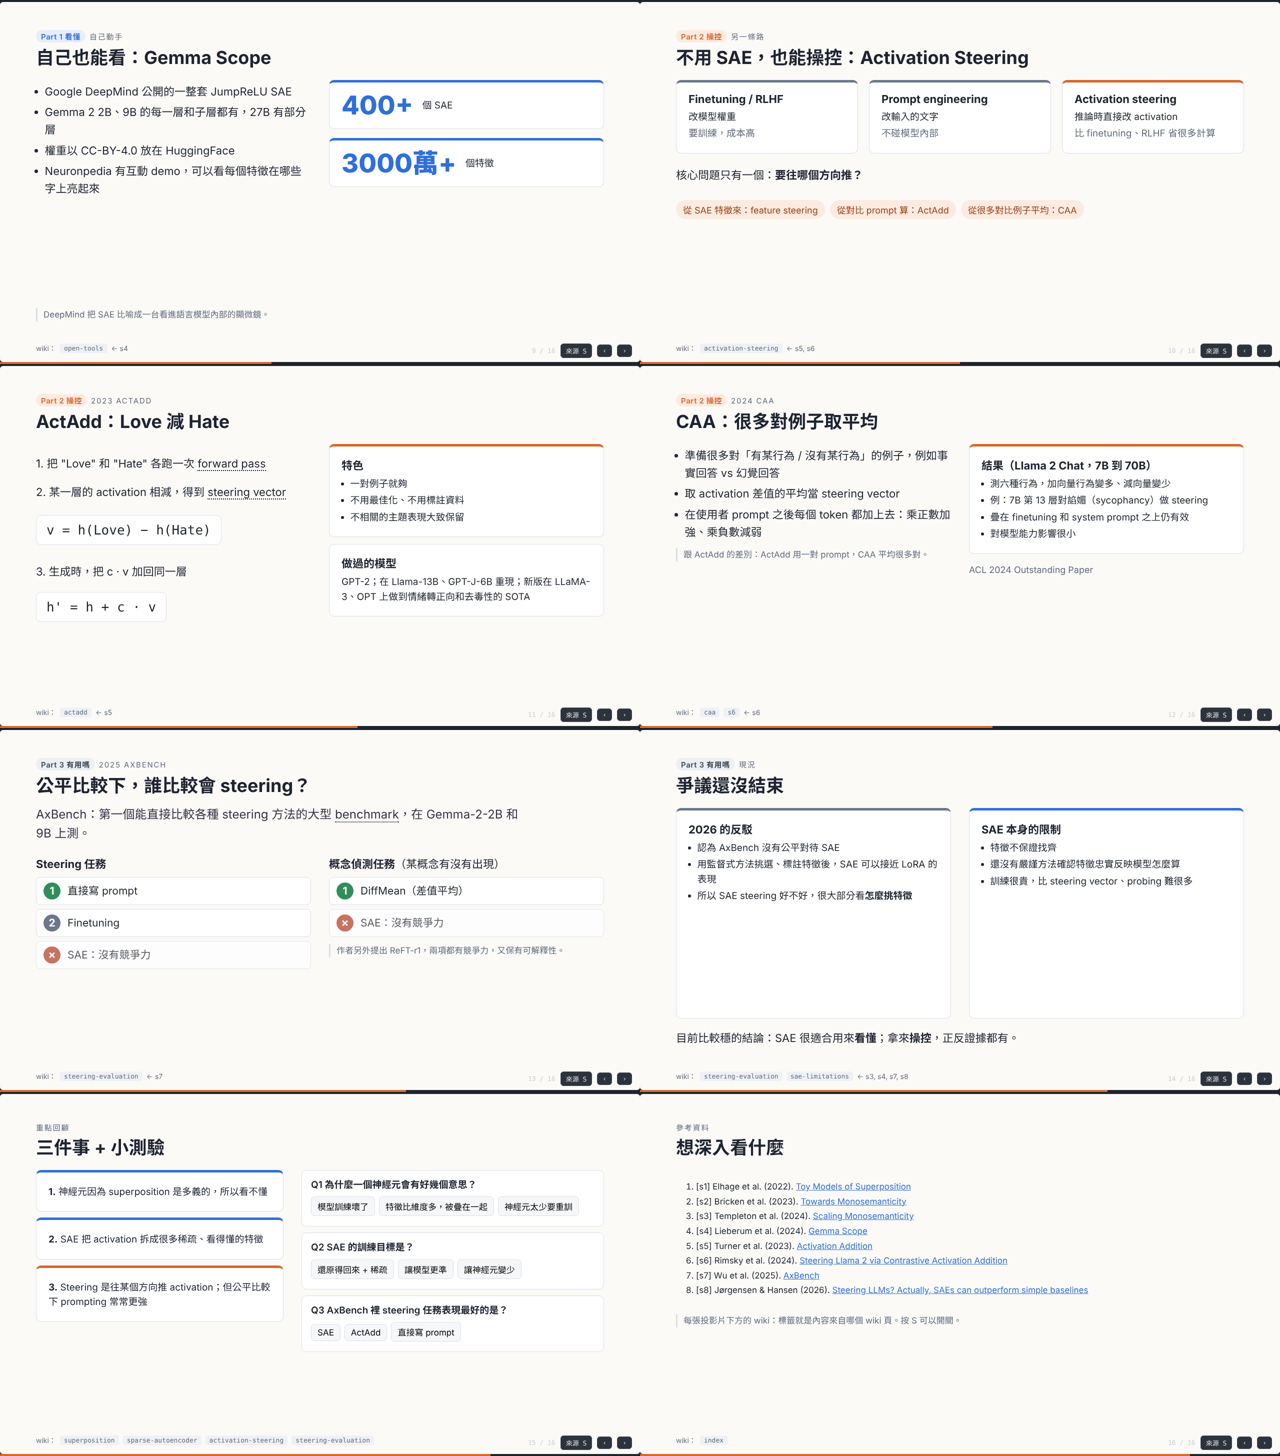 Part 1 看懂 自己動手
自己也能看：Gemma Scope
• Google DeepMind 公開的一整套 JumpReLU SAE
• Gemma 2 2B、9B 的每一層和子層都有，27B 有部分
層
• 權重以 CC-BY-4.0 放在 HuggingFace
• Neuronpedia 有互動 demo，可以看每個特徵在哪些
字上亮起來
400+ 個 SAE
3000萬+ 個特徵
DeepMind 把 SAE 比喻成一台看進語言模型內部的顯微鏡。
wiki： open-tools ← s4
9 / 16 來源 S ‹ ›
Part 2 操控 另一條路
不用 SAE，也能操控：Activation Steering
Finetuning / RLHF
改模型權重
要訓練，成本高
Prompt engineering
改輸入的文字
不碰模型內部
Activation steering
推論時直接改 activation
比 finetuning、RLHF 省很多計算
核心問題只有一個：要往哪個方向推？
從 SAE 特徵來：feature steering 從對比 prompt 算：ActAdd 從很多對比例子平均：CAA
wiki： activation-steering ← s5, s6
10 / 16 來源 S ‹ ›
Part 2 操控 2023 ACTADD
ActAdd：Love 減 Hate
1. 把 "Love" 和 "Hate" 各跑一次 forward pass
2. 某一層的 activation 相減，得到 steering vector
v = h(Love) − h(Hate)
3. 生成時，把 c · v 加回同一層
h' = h + c · v
特色
• 一對例子就夠
• 不用最佳化、不用標註資料
• 不相關的主題表現大致保留
做過的模型
GPT-2；在 Llama-13B、GPT-J-6B 重現；新版在 LLaMA-
3、OPT 上做到情緒轉正向和去毒性的 SOTA
wiki： actadd ← s5
11 / 16 來源 S ‹ ›
Part 2 操控 2024 CAA
CAA：很多對例子取平均
• 準備很多對「有某行為 / 沒有某行為」的例子，例如事
實回答 vs 幻覺回答
• 取 activation 差值的平均當 steering vector
• 在使用者 prompt 之後每個 token 都加上去：乘正數加
強、乘負數減弱
跟 ActAdd 的差別：ActAdd 用一對 prompt，CAA 平均很多對。
結果（Llama 2 Chat，7B 到 70B）
• 測六種行為，加向量行為變多、減向量變少
• 例：7B 第 13 層對諂媚（sycophancy）做 steering
• 疊在 finetuning 和 system prompt 之上仍有效
• 對模型能力影響很小
ACL 2024 Outstanding Paper
wiki： caa s6 ← s6
12 / 16 來源 S ‹ ›
Part 3 有用嗎 2025 AXBENCH
公平比較下，誰比較會 steering？
AxBench：第一個能直接比較各種 steering 方法的大型 benchmark，在 Gemma-2-2B 和
9B 上測。
Steering 任務
1 直接寫 prompt
2 Finetuning
× SAE：沒有競爭力
概念偵測任務（某概念有沒有出現）
1 DiffMean（差值平均）
× SAE：沒有競爭力
作者另外提出 ReFT-r1，兩項都有競爭力，又保有可解釋性。
wiki： steering-evaluation ← s7
13 / 16 來源 S ‹ ›
Part 3 有用嗎 現況
爭議還沒結束
2026 的反駁
• 認為 AxBench 沒有公平對待 SAE
• 用監督式方法挑選、標註特徵後，SAE 可以接近 LoRA 的
表現
• 所以 SAE steering 好不好，很大部分看怎麼挑特徵
SAE 本身的限制
• 特徵不保證找齊
• 還沒有嚴謹方法確認特徵忠實反映模型怎麼算
• 訓練很貴，比 steering vector、probing 難很多
目前比較穩的結論：SAE 很適合用來看懂；拿來操控，正反證據都有。
wiki： steering-evaluation sae-limitations ← s3, s4, s7, s8
14 / 16 來源 S ‹ ›
重點回顧
三件事 + 小測驗
1. 神經元因為 superposition 是多義的，所以看不懂
2. SAE 把 activation 拆成很多稀疏、看得懂的特徵
3. Steering 是往某個方向推 activation；但公平比較
下 prompting 常常更強
Q1 為什麼一個神經元會有好幾個意思？
模型訓練壞了 特徵比維度多，被疊在一起 神經元太少要重訓
Q2 SAE 的訓練目標是？
還原得回來 + 稀疏 讓模型更準 讓神經元變少
Q3 AxBench 裡 steering 任務表現最好的是？
SAE ActAdd 直接寫 prompt
wiki： superposition sparse-autoencoder activation-steering steering-evaluation
15 / 16 來源 S ‹ ›
參考資料
想深入看什麼
1. [s1] Elhage et al. (2022). Toy Models of Superposition
2. [s2] Bricken et al. (2023). Towards Monosemanticity
3. [s3] Templeton et al. (2024). Scaling Monosemanticity
4. [s4] Lieberum et al. (2024). Gemma Scope
5. [s5] Turner et al. (2023). Activation Addition
6. [s6] Rimsky et al. (2024). Steering Llama 2 via Contrastive Activation Addition
7. [s7] Wu et al. (2025). AxBench
8. [s8] Jørgensen & Hansen (2026). Steering LLMs? Actually, SAEs can outperform simple baselines
每張投影片下方的 wiki：標籤就是內容來自哪個 wiki 頁。按 S 可以開關。
wiki： index
16 / 16 來源 S ‹ ›